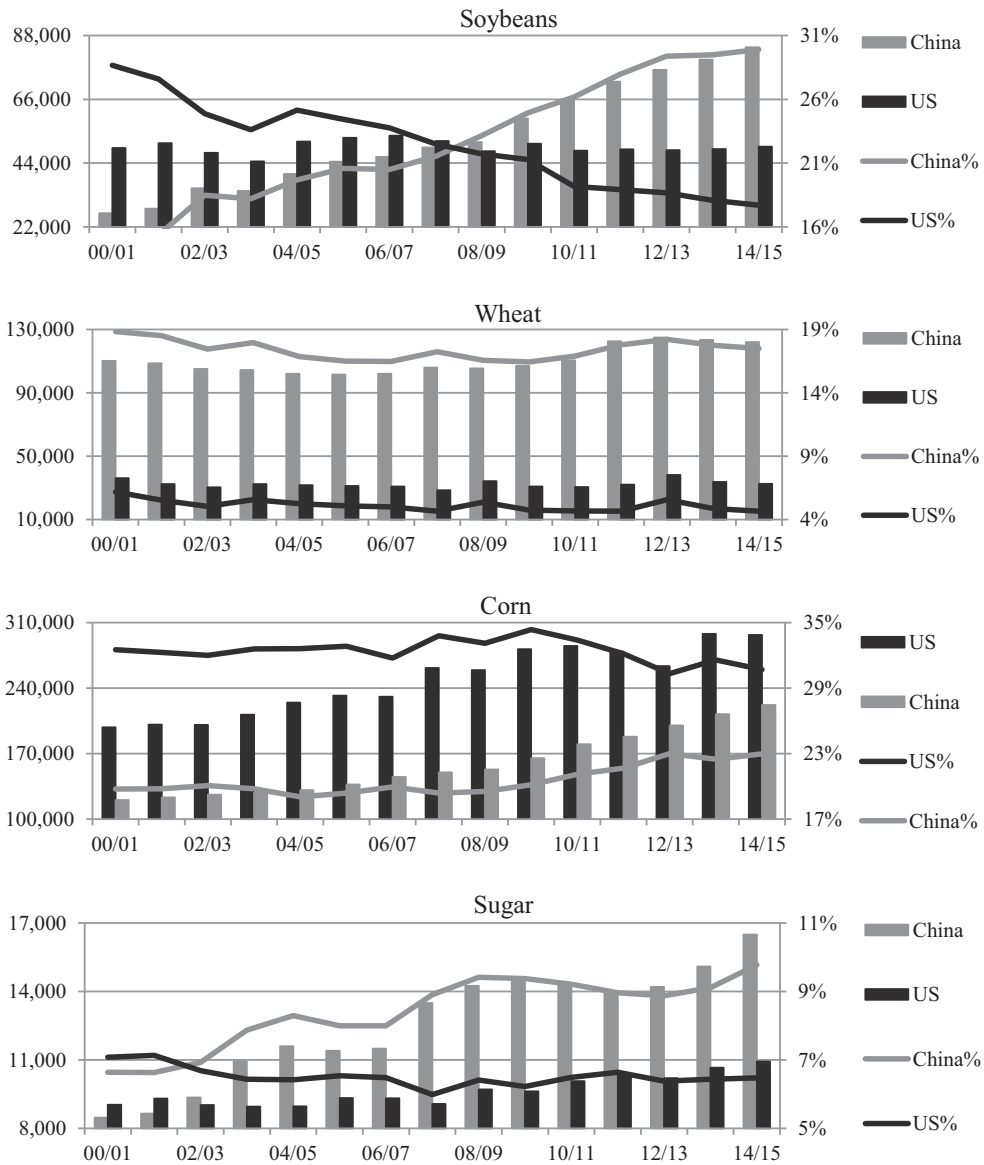 Soybeans
88,000 31% China
66,000 26% US
44,000 21% China%
22,000 16% US%
00/01 02/03 04/05 06/07 08/09 10/11 12/13 14/15
Wheat
130,000 19% China
90,000 14% US
50,000 9% China%
10,000 4% US%
00/01 02/03 04/05 06/07 08/09 10/11 12/13 14/15
Corn
310,000 35% US
240,000 29% China
170,000 23% US%
100,000 17% China%
00/01 02/03 04/05 06/07 08/09 10/11 12/13 14/15
Sugar
17,000 11% China
14,000 9% US
11,000 7% China%
8,000 5% US%
00/01 02/03 04/05 06/07 08/09 10/11 12/13 14/15